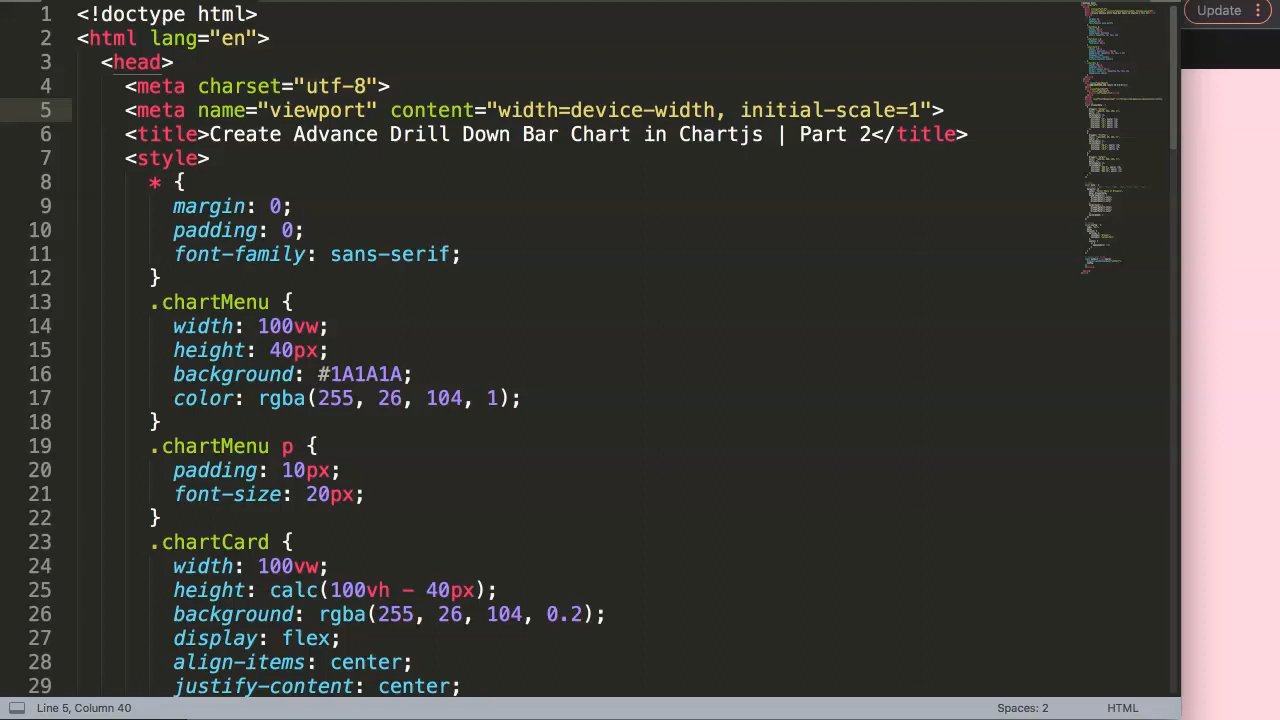 Update
1 <!doctype html>
2 <html lang="en">
3 <head>
4 <meta charset="utf-8">
5 <meta name="viewport" content="width=device-width, initial-scale=1">
6 <title>Create Advance Drill Down Bar Chart in Chartjs | Part 2</title>
7 <style>
8 * {
9 margin: 0;
10 padding: 0;
11 font-family: sans-serif;
12 }
13 .chartMenu {
14 width: 100vw;
15 height: 40px;
16 background: #1A1A1A;
17 color: rgba(255, 26, 104, 1);
18 }
19 .chartMenu p {
20 padding: 10px;
21 font-size: 20px;
22 }
23 .chartCard {
24 width: 100vw;
25 height: calc(100vh - 40px);
26 background: rgba(255, 26, 104, 0.2);
27 display: flex;
28 align-items: center;
29 justify-content: center;
Line 5, Column 40
Spaces: 2
HTML